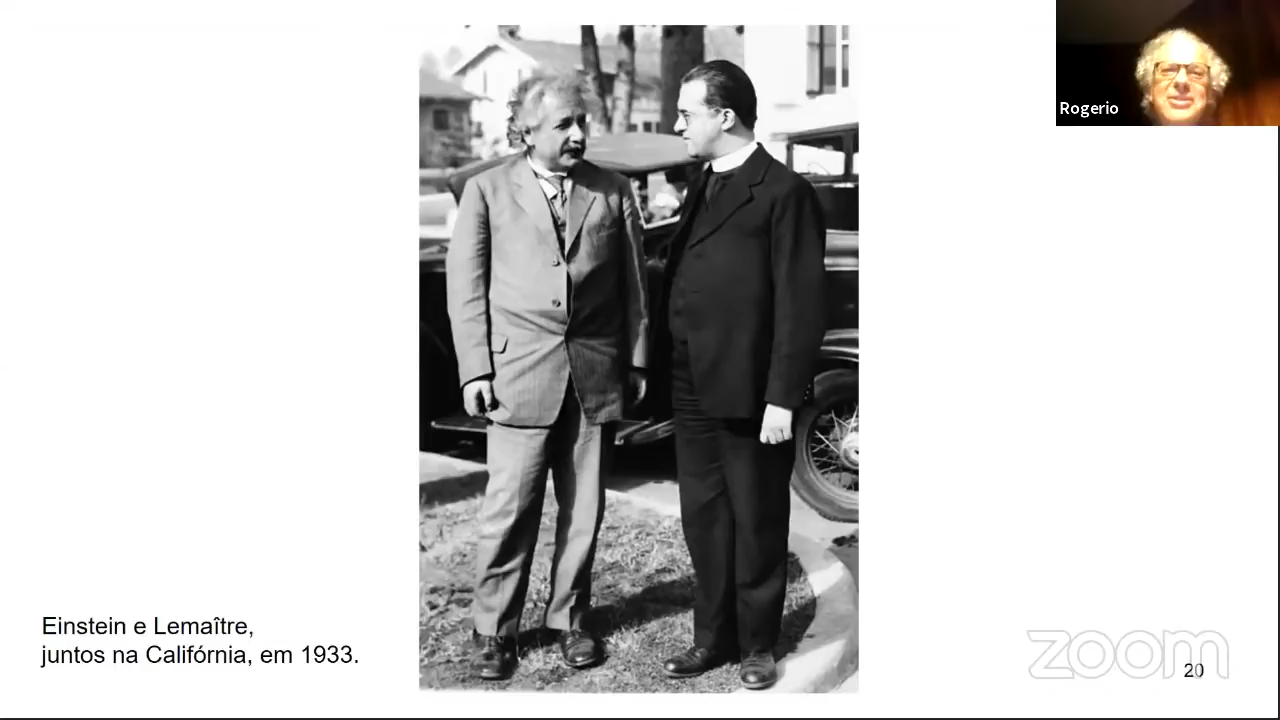 Rogerio
Einstein e Lemaître,
juntos na Califórnia, em 1933.
zoom
20